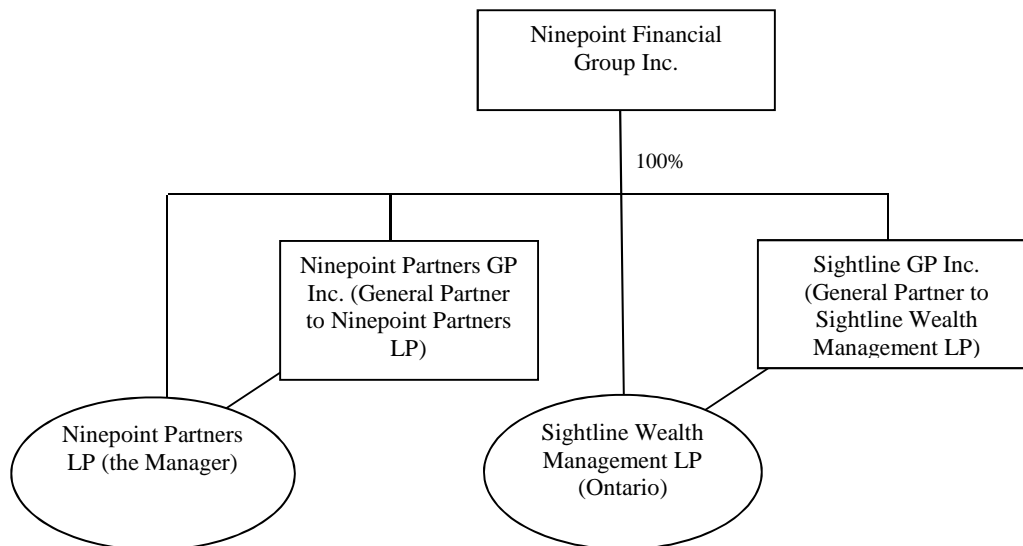 Ninepoint Financial
Group Inc.
100%
Ninepoint Partners GP
Inc. (General Partner
to Ninepoint Partners
LP)
Sightline GP Inc.
(General Partner to
Sightline Wealth
Management LP)
Ninepoint Partners
LP (the Manager)
Sightline Wealth
Management LP
(Ontario)